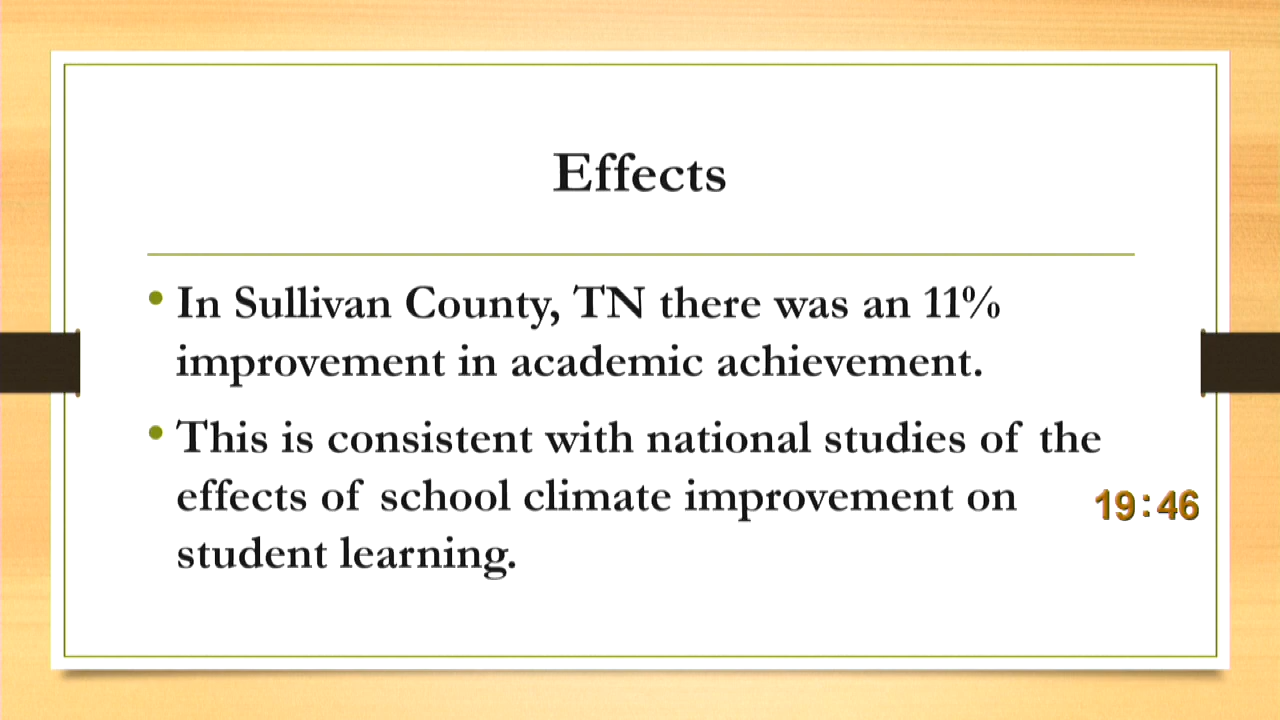 Effects
• In Sullivan County, TN there was an 11%
improvement in academic achievement.
• This is consistent with national studies of the
effects of school climate improvement on
student learning.
19:46